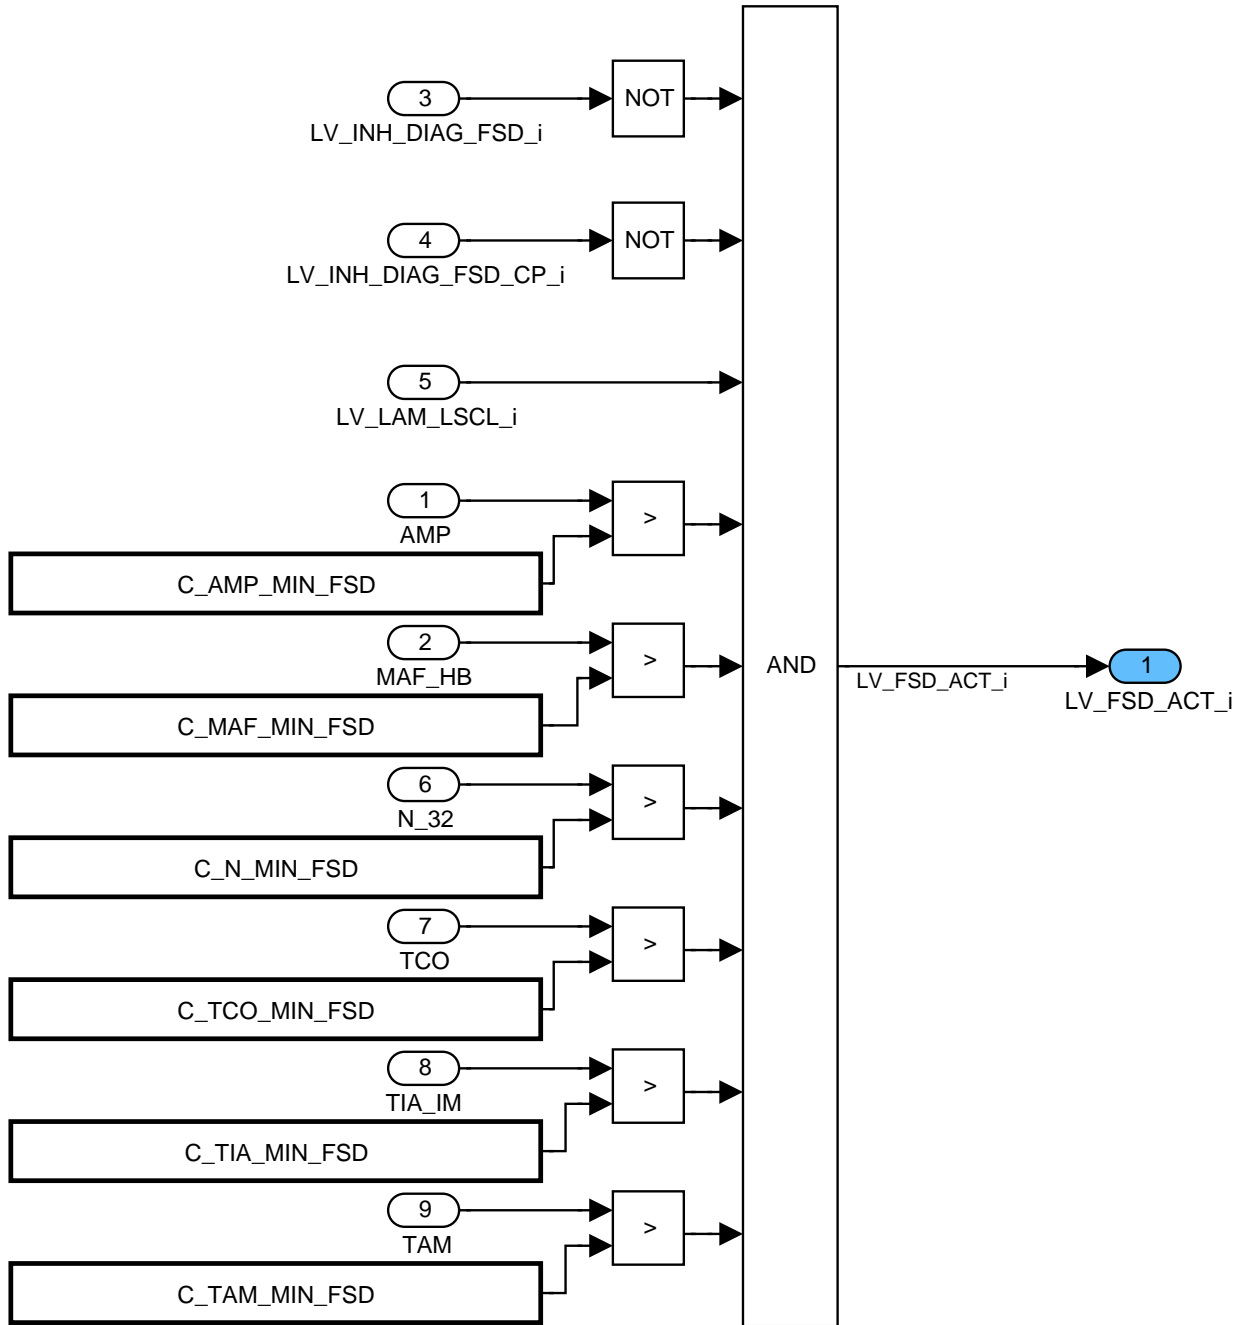 3
NOT
LV_INH_DIAG_FSD_i
4
NOT
LV_INH_DIAG_FSD_CP_i
5
LV_LAM_LSCL_i
1
>
AMP
C_AMP_MIN_FSD
2
>
MAF_HB
C_MAF_MIN_FSD
AND
LV_FSD_ACT_i
1
LV_FSD_ACT_i
6
>
N_32
C_N_MIN_FSD
7
>
TCO
C_TCO_MIN_FSD
8
>
TIA_IM
C_TIA_MIN_FSD
9
>
TAM
C_TAM_MIN_FSD